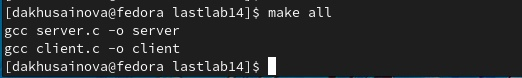 [dakhusainova@fedora lastlab14]$ make all
gcc server.c -o server
gcc client.c -o client
[dakhusainova@fedora lastlab14]$